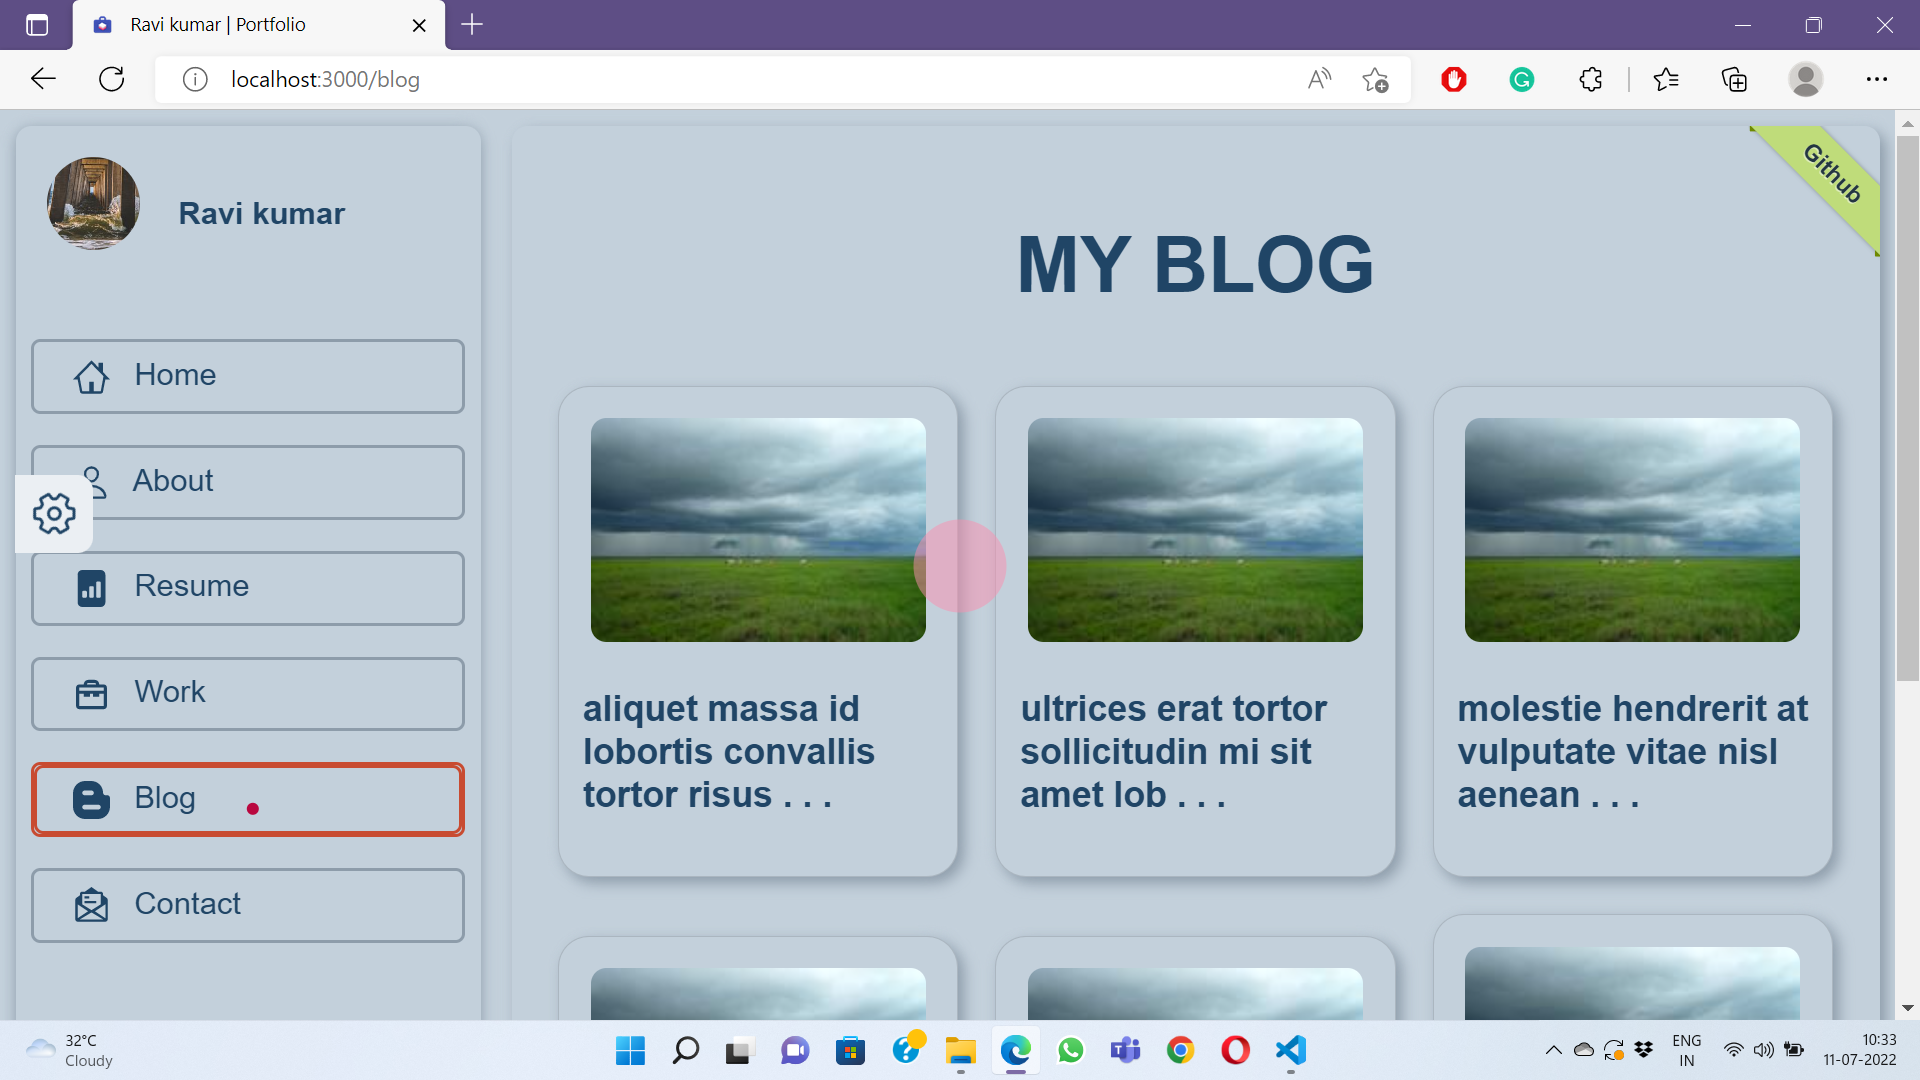 Ravi kumar | Portfolio
localhost:3000/blog
Ravi kumar
Home
About
Resume
Work
Blog
Contact
Github
MY BLOG
aliquet massa id
lobortis convallis
tortor risus . . .
ultrices erat tortor
sollicitudin mi sit
amet lob . . .
molestie hendrerit at
vulputate vitae nisl
aenean . . .
32°C
Cloudy
ENG
IN
10:33
11-07-2022